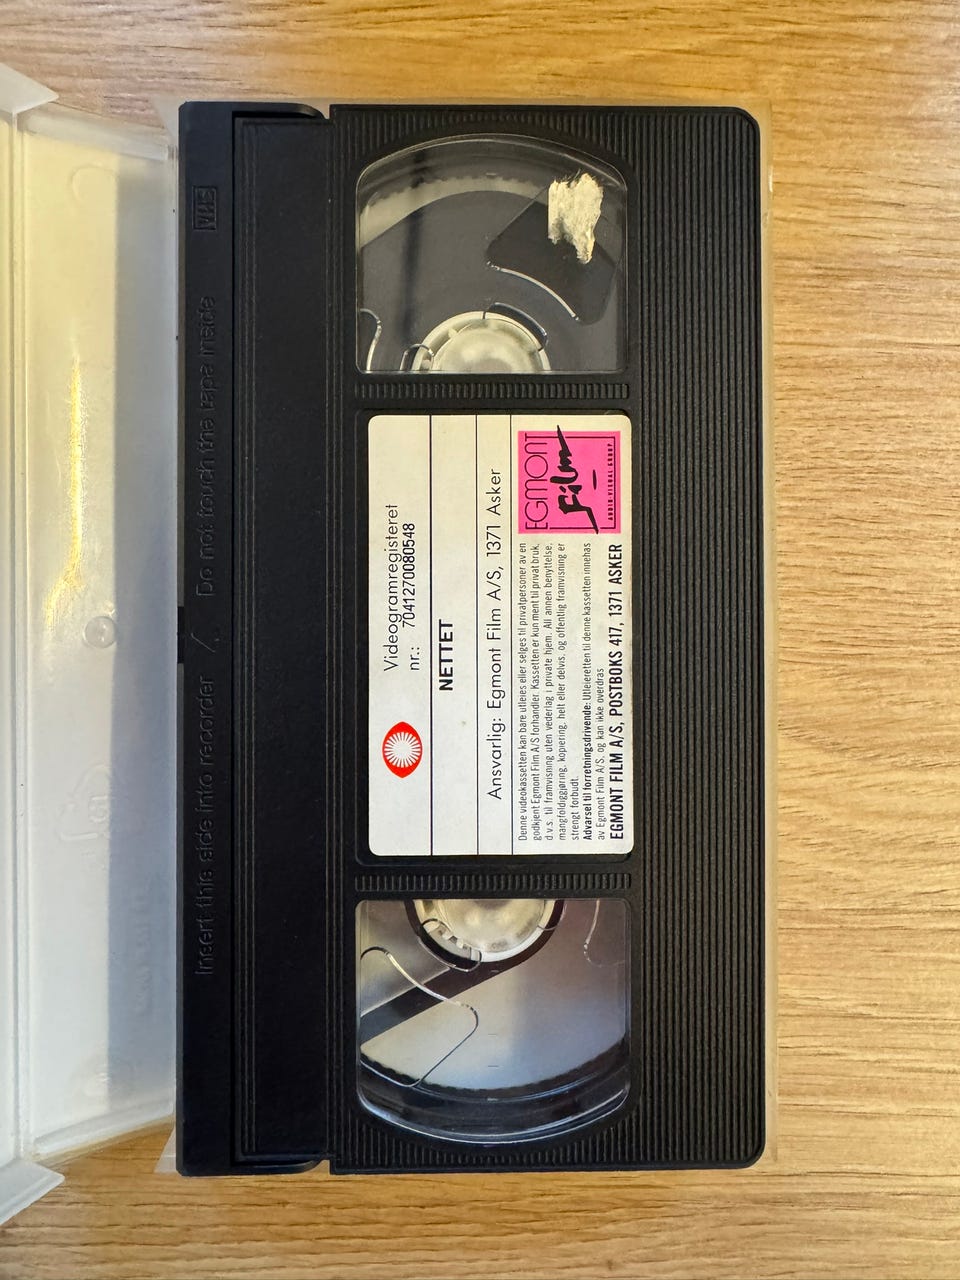 VHS
Insert this side into recorder Do not touch the tape inside
Videogramregisteret
nr.: 7041270080548
NETTET
Ansvarlig: Egmont Film A/S, 1371 Asker
Denne videokassetten kan bare utleies eller selges til privatpersoner av en
godkjent Egmont Film A/S forhandler. Kassetten er kun ment til privat bruk,
d.v.s. til framvisning uten vederlag i private hjem. All annen benyttelse,
mangfoldiggjøring, kopiering, helt eller delvis, og offentlig framvisning er
strengt forbudt.
Advarsel til forretningsdrivende: Utleieretten til denne kassetten innehas
av Egmont Film A/S, og kan ikke overdras
EGMONT FILM A/S, POSTBOKS 417, 1371 ASKER
EGMONT
Film
AUDIO VISUAL GROUP